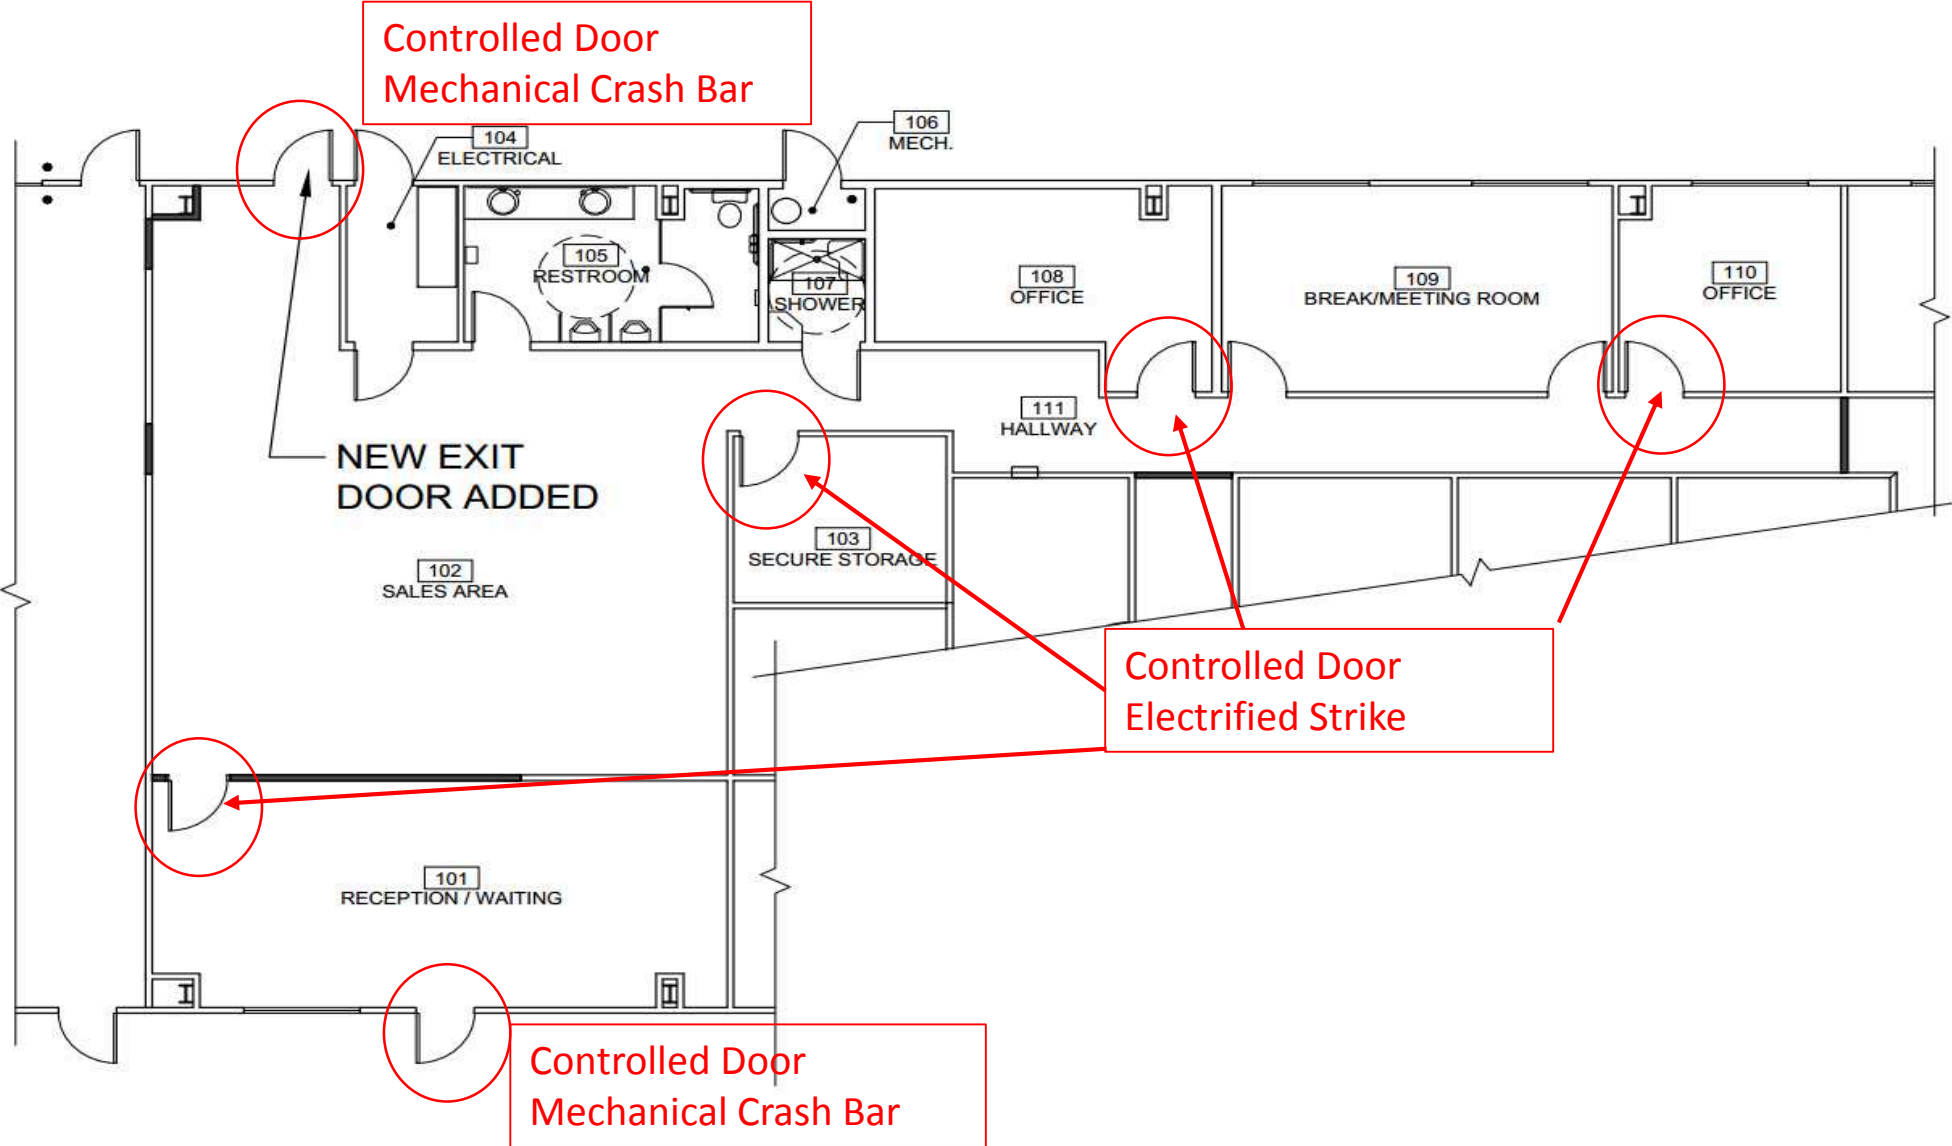 Controlled Door
Mechanical Crash Bar
104
ELECTRICAL
106
MECH.
105
RESTROOM
107
SHOWER
108
OFFICE
109
BREAK/MEETING ROOM
110
OFFICE
111
HALLWAY
NEW EXIT
DOOR ADDED
103
SECURE STORAGE
102
SALES AREA
Controlled Door
Electrified Strike
101
RECEPTION / WAITING
Controlled Door
Mechanical Crash Bar